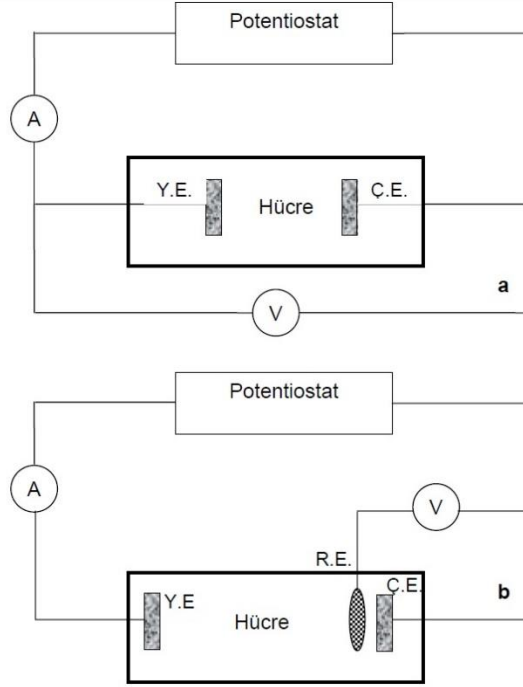 Potentiostat
A
Y.E.
Hücre
Ç.E.
V
a
Potentiostat
A
V
R.E.
Y.E
Hücre
Ç.E.
b